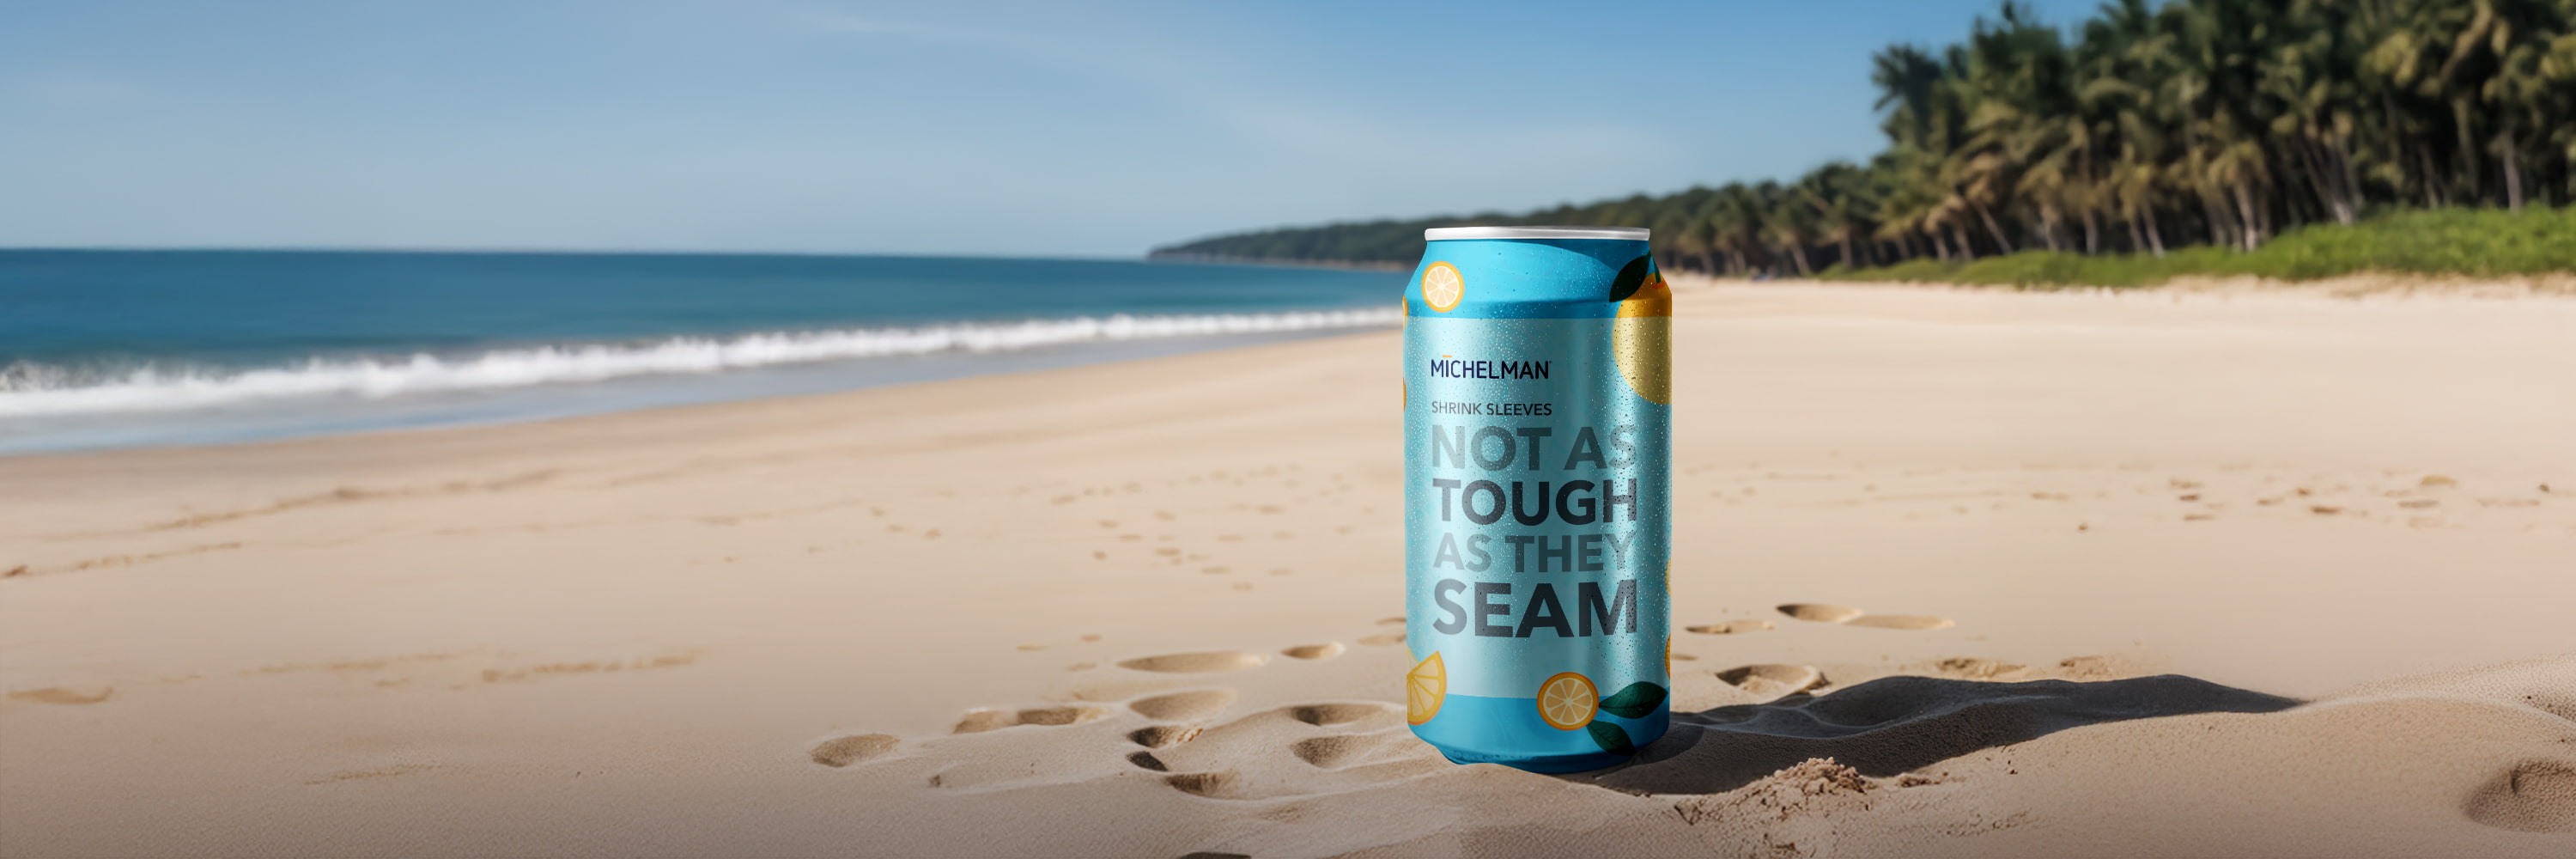 MICHELMAN
SHRINK SLEEVES
NOT AS
TOUGH
AS THEY
SEAM